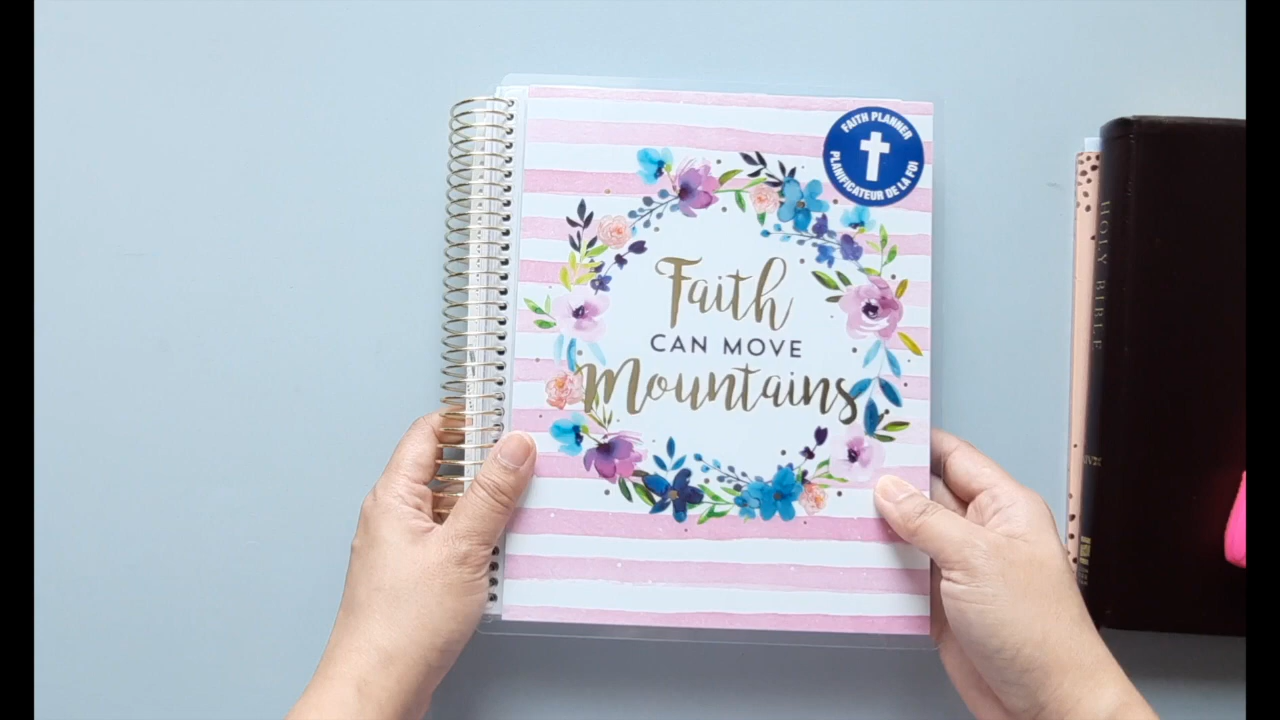 FAITH PLANNER
PLANIFICATEUR DE LA FOI
Faith
CAN MOVE
Mountains
HOLY BIBLE